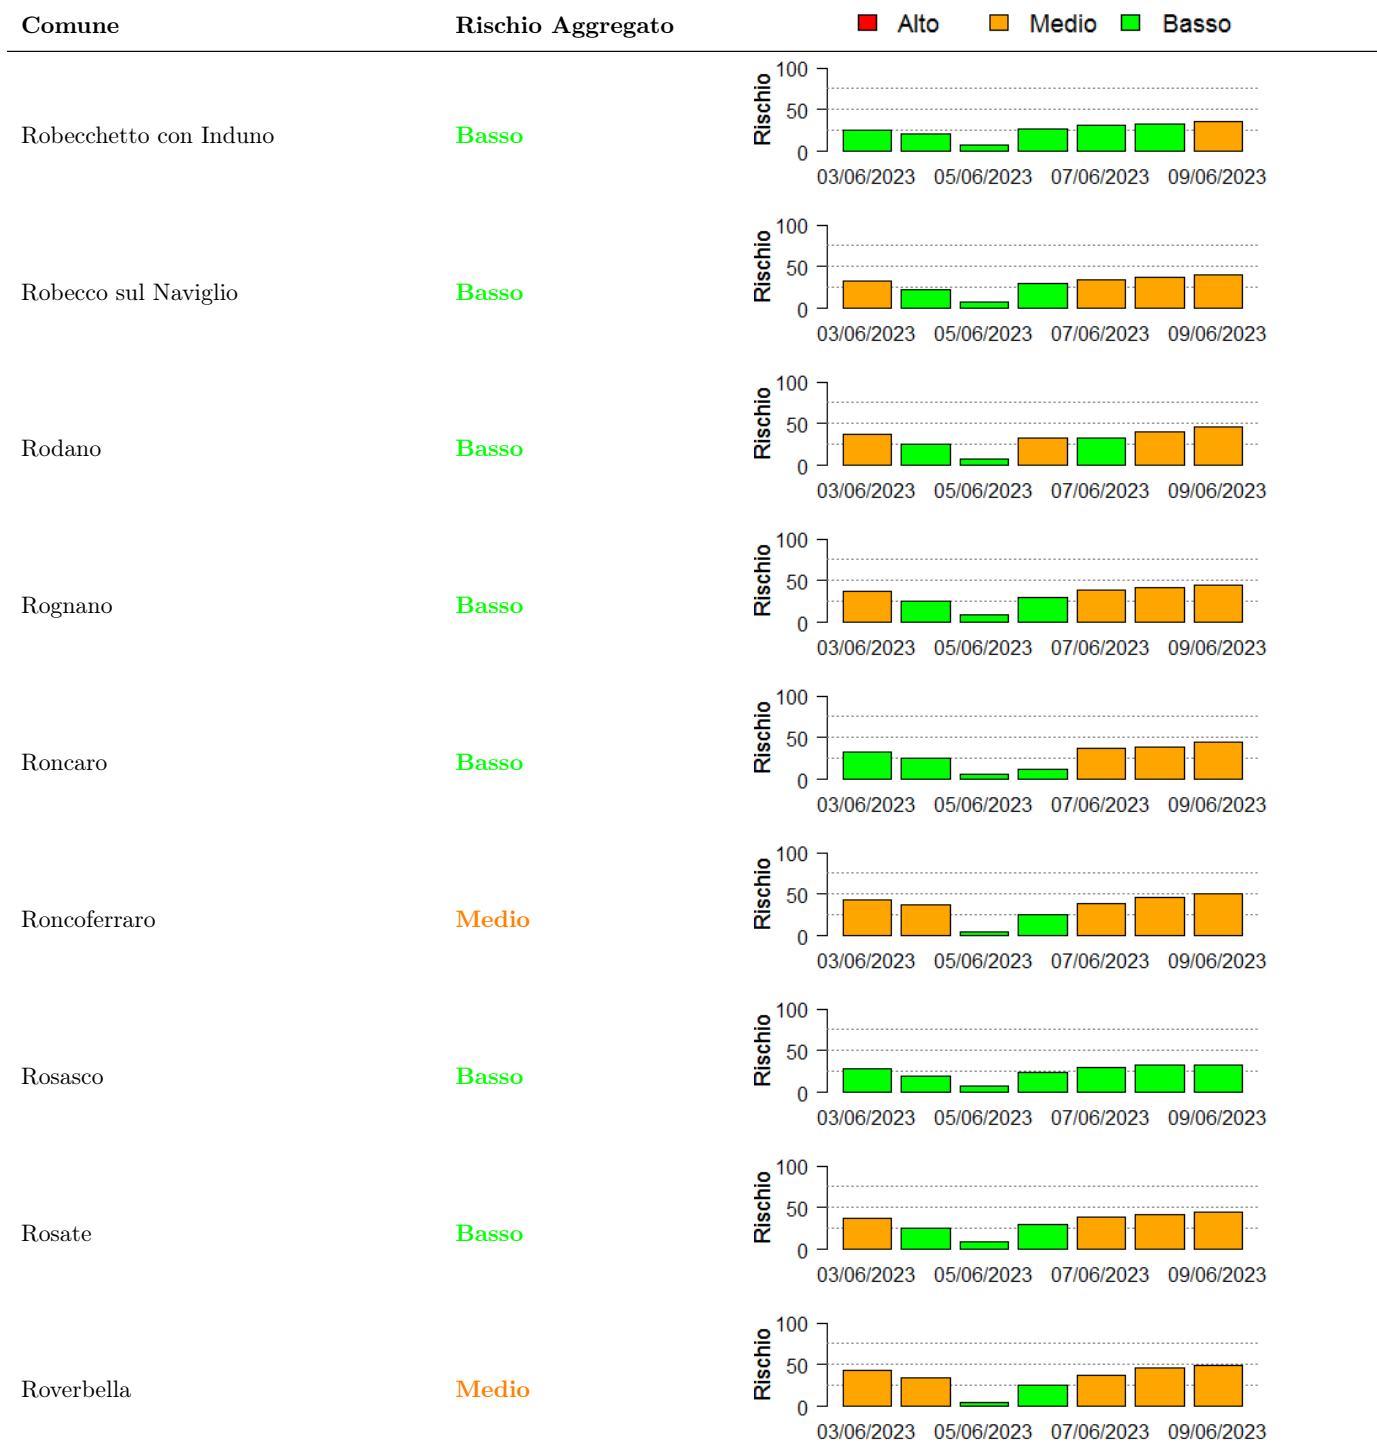 Comune Rischio Aggregato Alto Medio Basso
100
50
0
Rischio
Robecchetto con Induno Basso
03/06/2023 05/06/2023 07/06/2023 09/06/2023
100
50
0
Rischio
Robecco sul Naviglio Basso
03/06/2023 05/06/2023 07/06/2023 09/06/2023
100
50
0
Rischio
Rodano Basso
03/06/2023 05/06/2023 07/06/2023 09/06/2023
100
50
0
Rischio
Rognano Basso
03/06/2023 05/06/2023 07/06/2023 09/06/2023
100
50
0
Rischio
Roncaro Basso
03/06/2023 05/06/2023 07/06/2023 09/06/2023
100
50
0
Rischio
Roncoferraro Medio
03/06/2023 05/06/2023 07/06/2023 09/06/2023
100
50
0
Rischio
Rosasco Basso
03/06/2023 05/06/2023 07/06/2023 09/06/2023
100
50
0
Rischio
Rosate Basso
03/06/2023 05/06/2023 07/06/2023 09/06/2023
100
50
0
Rischio
Roverbella Medio
03/06/2023 05/06/2023 07/06/2023 09/06/2023